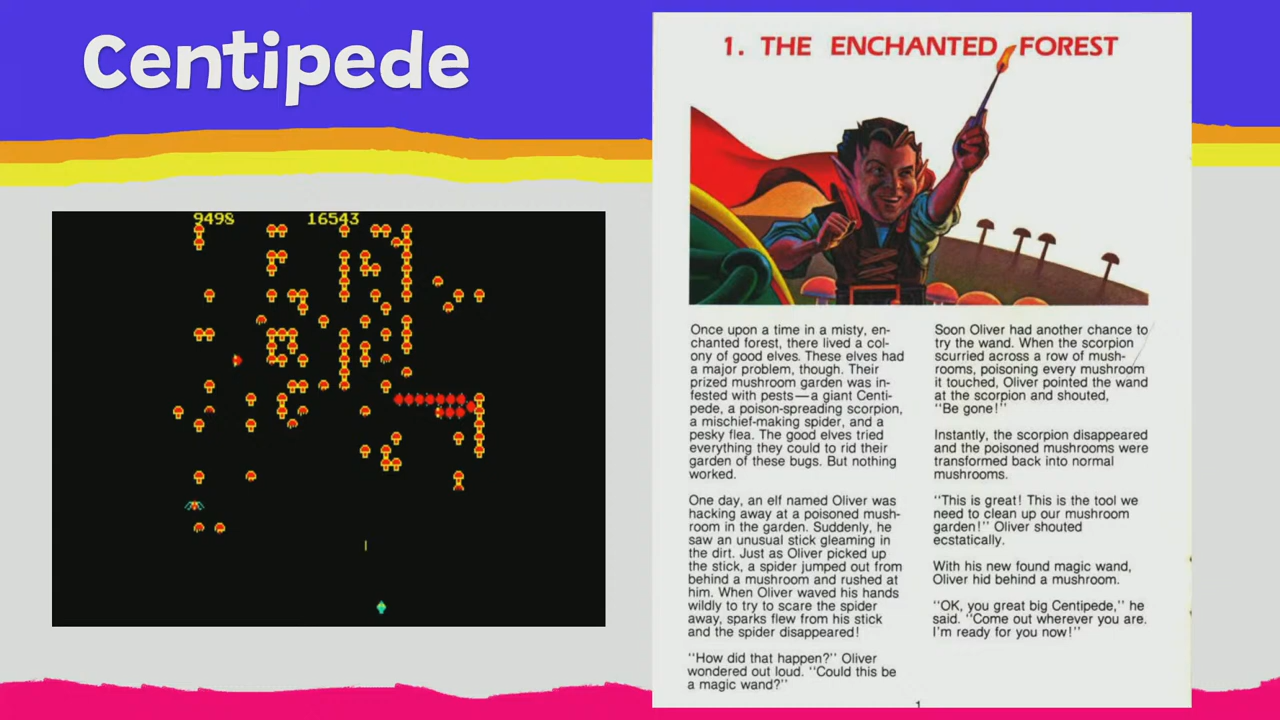 Centipede
9498 16543
1. THE ENCHANTED FOREST
Once upon a time in a misty, en-
chanted forest, there lived a col-
ony of good elves. These elves had
a major problem, though. Their
prized mushroom garden was in-
fested with pests—a giant Centi-
pede, a poison-spreading scorpion,
a mischief-making spider, and a
pesky flea. The good elves tried
everything they could to rid their
garden of these bugs. But nothing
worked.
One day, an elf named Oliver was
hacking away at a poisoned mush-
room in the garden. Suddenly, he
saw an unusual stick gleaming in
the dirt. Just as Oliver picked up
the stick, a spider jumped out from
behind a mushroom and rushed at
him. When Oliver waved his hands
wildly to try to scare the spider
away, sparks flew from his stick
and the spider disappeared!
"How did that happen?" Oliver
wondered out loud. "Could this be
a magic wand?"
Soon Oliver had another chance to
try the wand. When the scorpion
scurried across a row of mush-
rooms, poisoning every mushroom
it touched, Oliver pointed the wand
at the scorpion and shouted,
"Be gone!"
Instantly, the scorpion disappeared
and the poisoned mushrooms were
transformed back into normal
mushrooms.
"This is great! This is the tool we
need to clean up our mushroom
garden!" Oliver shouted
ecstatically.
With his new found magic wand,
Oliver hid behind a mushroom.
"OK, you great big Centipede," he
said. "Come out wherever you are.
I'm ready for you now!"
1